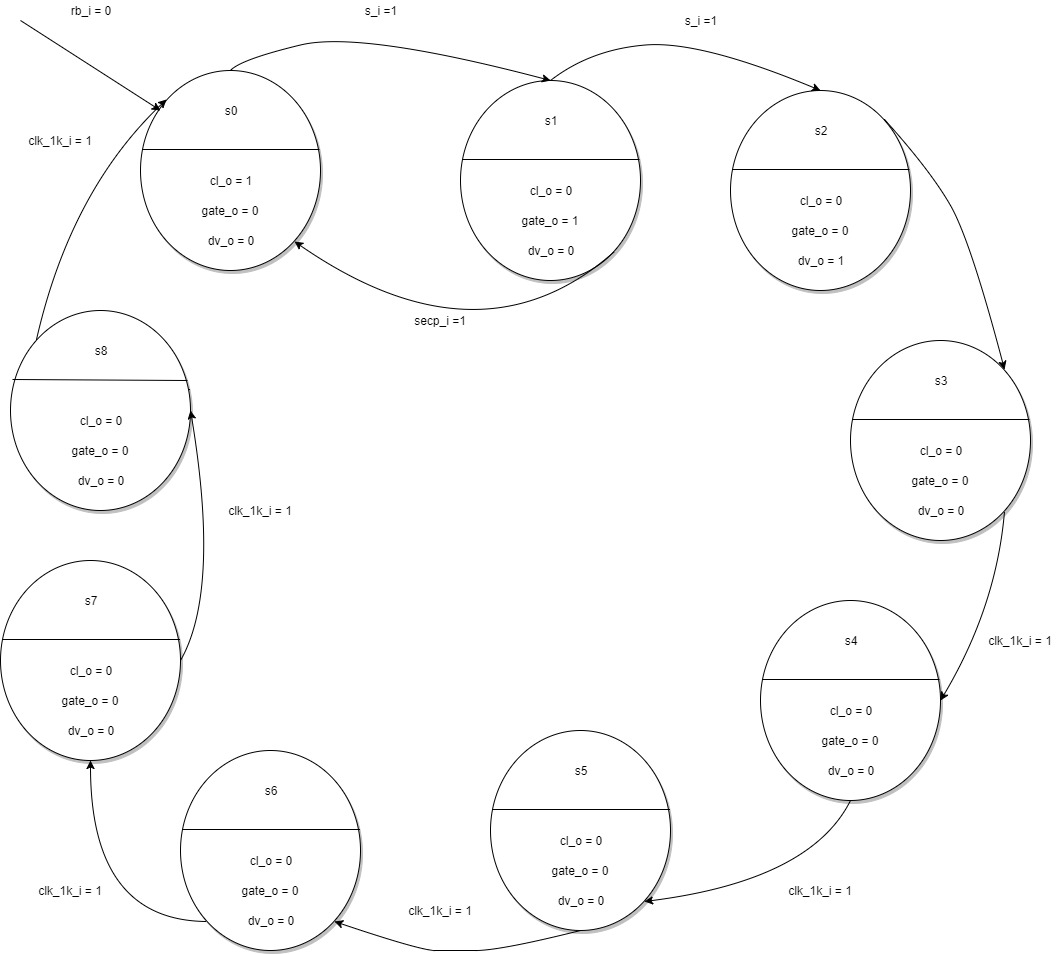 rb_i = 0
s_i =1
s_i =1
clk_1k_i = 1
s0
cl_o = 1
gate_o = 0
dv_o = 0
s1
cl_o = 0
gate_o = 1
dv_o = 0
s2
cl_o = 0
gate_o = 0
dv_o = 1
secp_i =1
s8
cl_o = 0
gate_o = 0
dv_o = 0
s3
cl_o = 0
gate_o = 0
dv_o = 0
clk_1k_i = 1
s7
cl_o = 0
gate_o = 0
dv_o = 0
s4
cl_o = 0
gate_o = 0
dv_o = 0
clk_1k_i = 1
s6
cl_o = 0
gate_o = 0
dv_o = 0
s5
cl_o = 0
gate_o = 0
dv_o = 0
clk_1k_i = 1
clk_1k_i = 1
clk_1k_i = 1